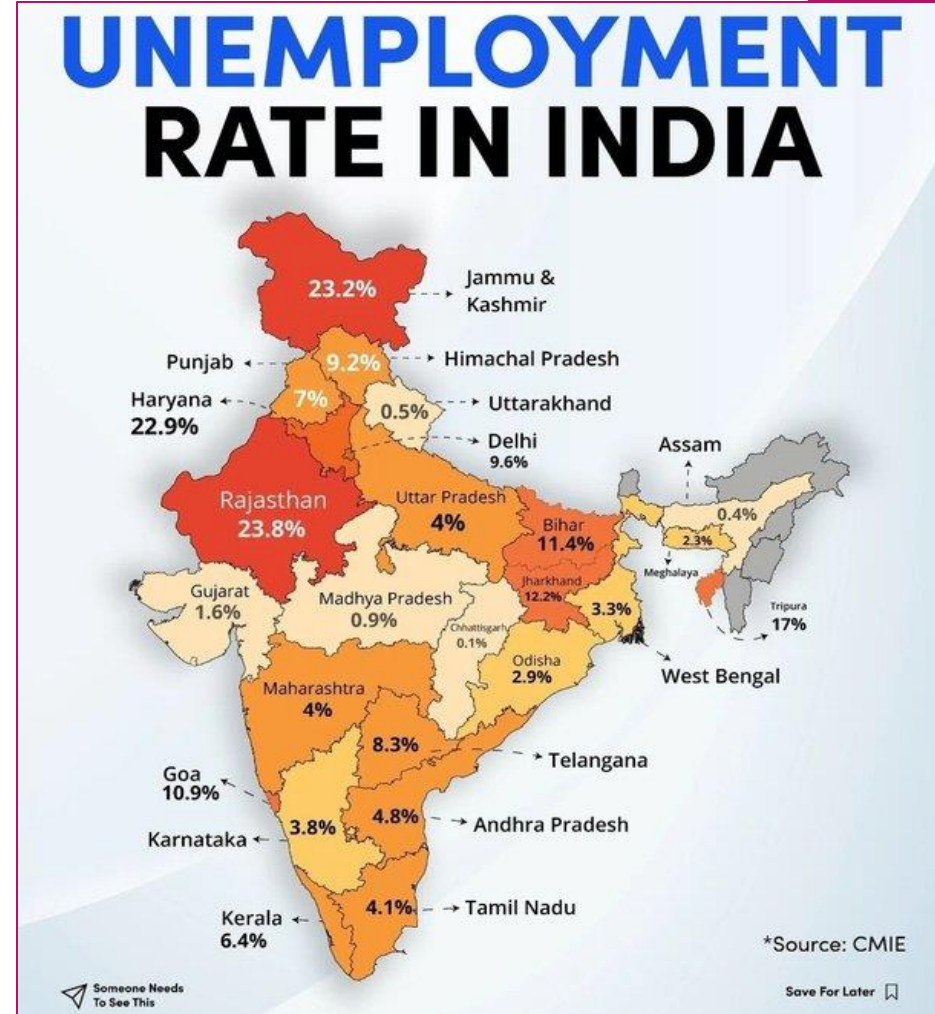 UNEMPLOYMENT
RATE IN INDIA
23.2%
Jammu &
Kashmir
Punjab
9.2%
Himachal Pradesh
Haryana
22.9%
7%
0.5%
Uttarakhand
Delhi
9.6%
Assam
Rajasthan
23.8%
Uttar Pradesh
4%
Bihar
11.4%
0.4%
2.3%
Meghalaya
Jharkhand
12.2%
Gujarat
1.6%
Madhya Pradesh
0.9%
3.3%
Tripura
17%
Chhattisgarh
0.1%
Odisha
2.9%
West Bengal
Maharashtra
4%
8.3%
Telangana
Goa
10.9%
3.8%
4.8%
Andhra Pradesh
Karnataka
4.1%
Tamil Nadu
Kerala
6.4%
*Source: CMIE
Someone Needs
To See This
Save For Later